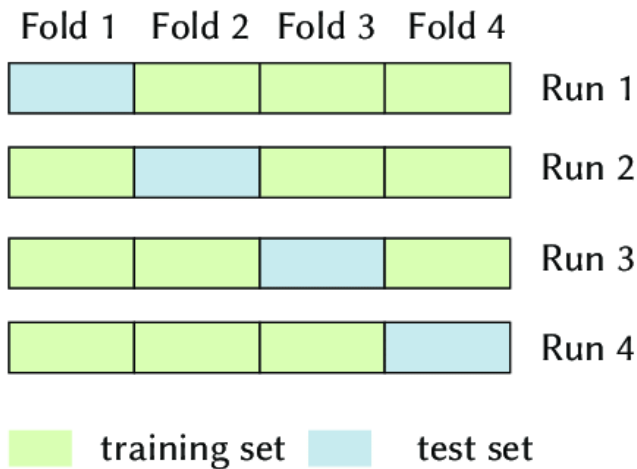 Fold 1 Fold 2 Fold 3 Fold 4
Run 1
Run 2
Run 3
Run 4
training set test set